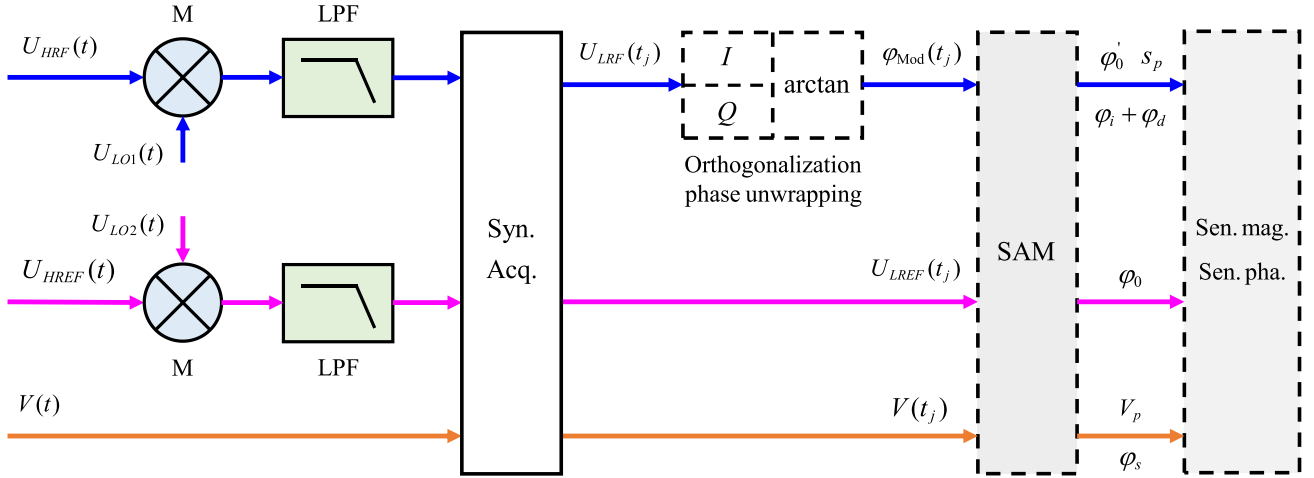 M
LPF
U_HRF(t)
U_LO1(t)
U_LO2(t)
U_HREF(t)
M
LPF
V(t)
Syn.
Acq.
U_LRF(t_j)
I
Q
arctan
Orthogonalization
phase unwrapping
φ_Mod(t_j)
U_LREF(t_j)
V(t_j)
SAM
φ'_0 s_p
φ_i + φ_d
φ_0
V_p
φ_s
Sen. mag.
Sen. pha.